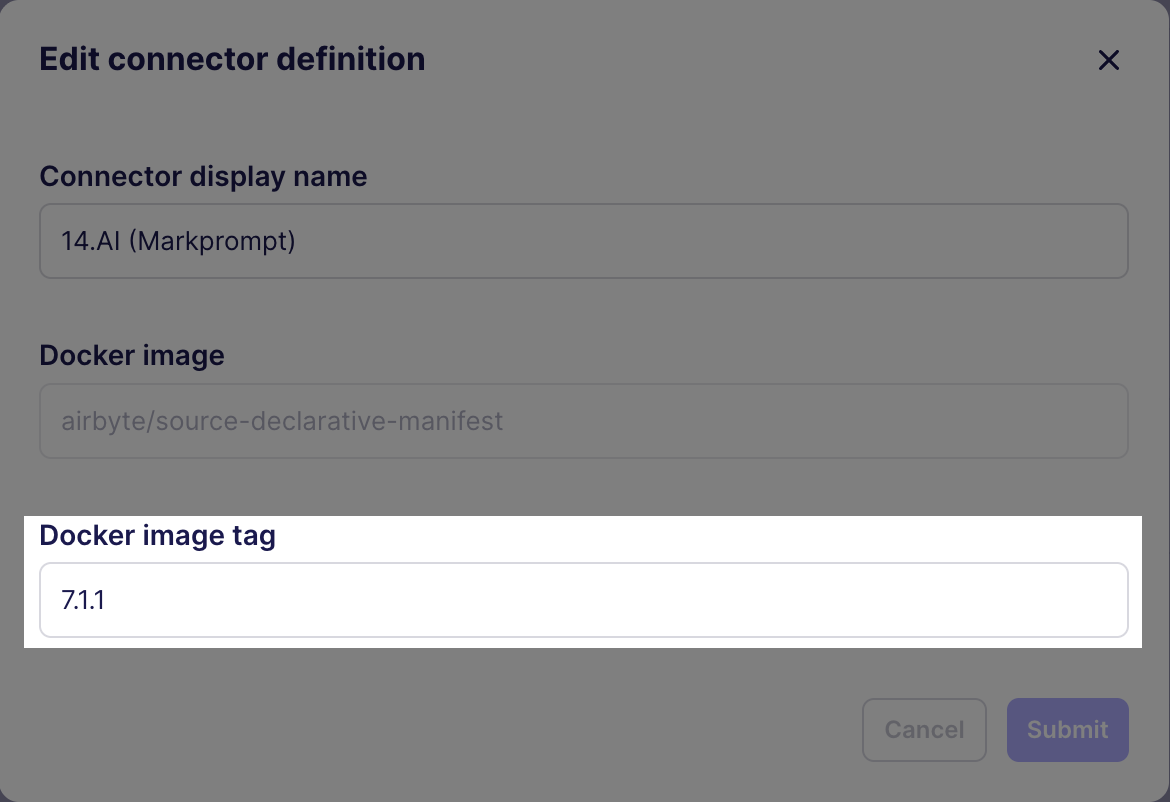 Edit connector definition
Connector display name
14.AI (Markprompt)
Docker image
airbyte/source-declarative-manifest
Docker image tag
7.1.1
Cancel
Submit